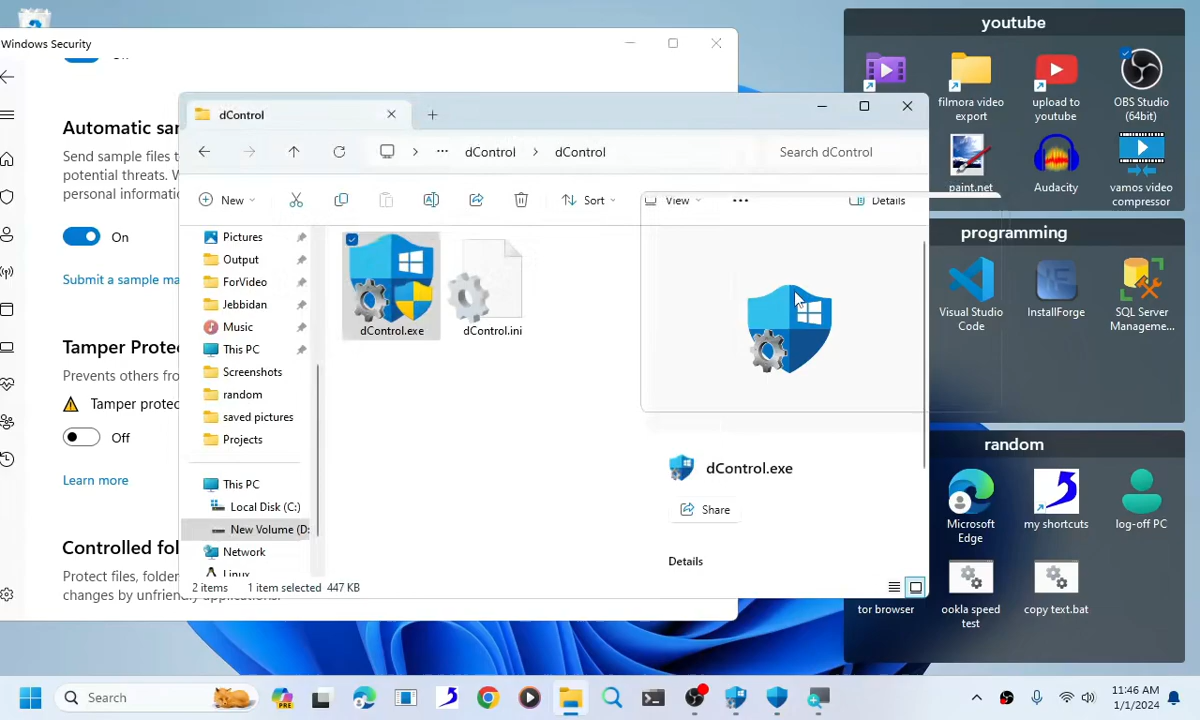 Windows Security
Automatic sar
Send sample files t
potential threats. W
personal informatio
On
Submit a sample ma
Tamper Prote
Prevents others fro
Tamper protec
Off
Learn more
Controlled fol
Protect files, folder
changes by unfriendly applications.
dControl
dControl
dControl
Search dControl
New
Sort
View
Details
Pictures
Output
ForVideo
Jebbidan
Music
This PC
Screenshots
random
saved pictures
Projects
This PC
Local Disk (C:)
New Volume (D:
Network
Linux
dControl.exe
dControl.ini
dControl.exe
Share
Details
2 items
1 item selected
447 KB
youtube
filmora video
export
upload to
youtube
OBS Studio
(64bit)
paint.net
Audacity
vamos video
compressor
programming
Visual Studio
Code
InstallForge
SQL Server
Manageme...
random
Microsoft
Edge
my shortcuts
log-off PC
tor browser
ookla speed
test
copy text.bat
Search
PRE
11:46 AM
1/1/2024